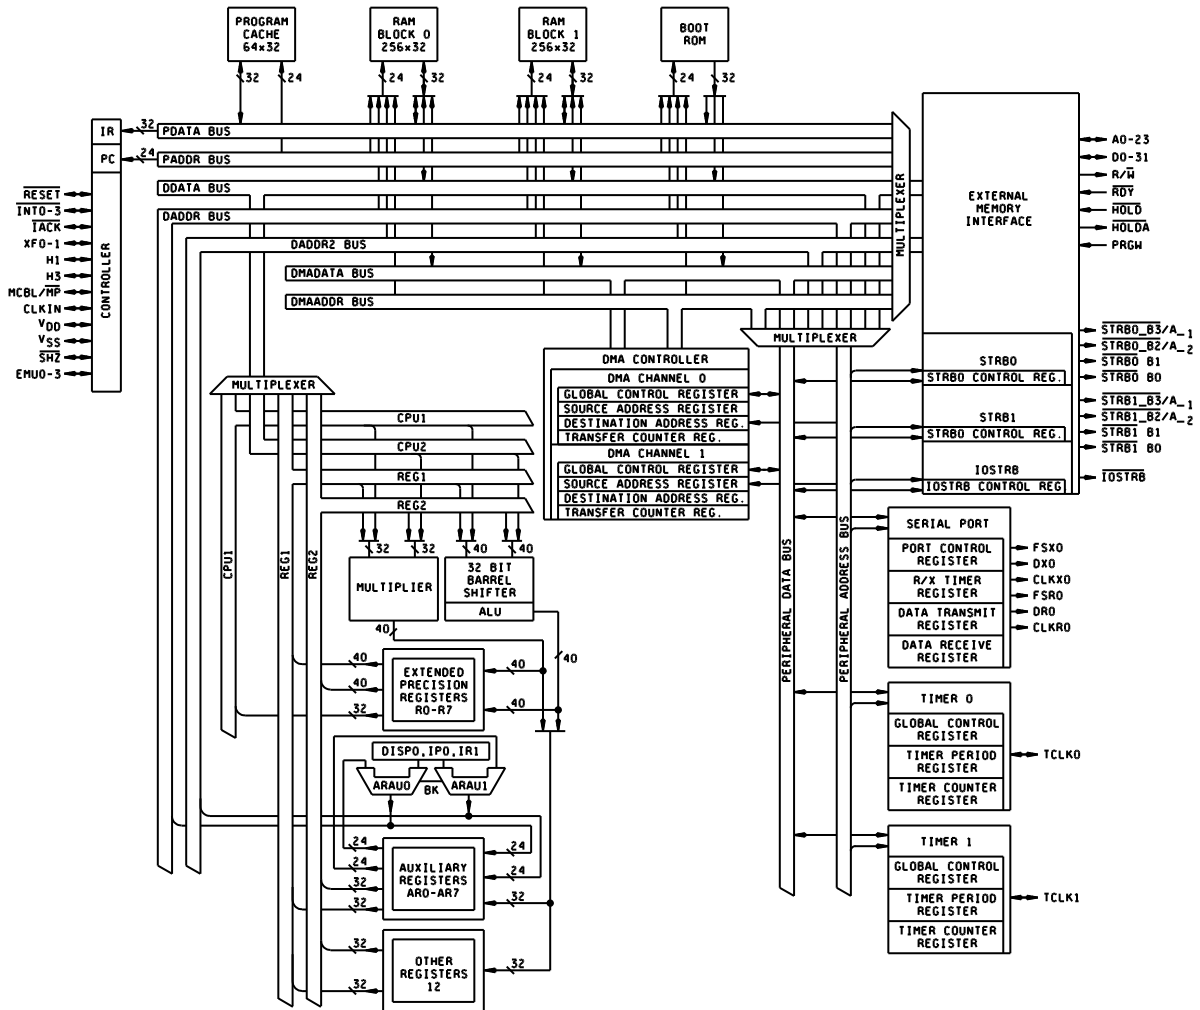 PROGRAM
CACHE
64x32
RAM
BLOCK 0
256x32
RAM
BLOCK 1
256x32
BOOT
ROM
32
24
24
32
24
32
24
32
IR
32
PDATA BUS
PC
24
PADDR BUS
DDATA BUS
DADDR BUS
DADDR2 BUS
DMADATA BUS
DMAADDR BUS
MULTIPLEXER
RESET
INT0-3
IACK
XF0-1
H1
H3
MCBL/MP
CLKIN
VDD
VSS
SHZ
EMU0-3
CONTROLLER
EXTERNAL
MEMORY
INTERFACE
A0-23
D0-31
R/W
RDY
HOLD
HOLDA
PRGW
STRB0_B3/A_1
STRB0_B2/A_2
STRB0 B1
STRB0 B0
STRB1_B3/A_1
STRB1_B2/A_2
STRB1 B1
STRB1 B0
IOSTRB
STRB0
STRB0 CONTROL REG.
STRB1
STRB0 CONTROL REG.
IOSTRB
IOSTRB CONTROL REG
MULTIPLEXER
DMA CONTROLLER
DMA CHANNEL 0
GLOBAL CONTROL REGISTER
SOURCE ADDRESS REGISTER
DESTINATION ADDRESS REG.
TRANSFER COUNTER REG.
DMA CHANNEL 1
GLOBAL CONTROL REGISTER
SOURCE ADDRESS REGISTER
DESTINATION ADDRESS REG.
TRANSFER COUNTER REG.
MULTIPLEXER
CPU1
CPU2
REG1
REG2
CPU1
REG1
REG2
32
32
40
40
MULTIPLIER
32 BIT
BARREL
SHIFTER
ALU
40
40
40
40
32
EXTENDED
PRECISION
REGISTERS
R0-R7
40
40
DISP0,IP0,IR1
ARAU0
BK
ARAU1
24
24
32
32
AUXILIARY
REGISTERS
AR0-AR7
24
24
32
32
32
OTHER
REGISTERS
12
32
PERIPHERAL DATA BUS
PERIPHERAL ADDRESS BUS
SERIAL PORT
PORT CONTROL
REGISTER
R/X TIMER
REGISTER
DATA TRANSMIT
REGISTER
DATA RECEIVE
REGISTER
FSX0
DX0
CLKX0
FSR0
DR0
CLKR0
TIMER 0
GLOBAL CONTROL
REGISTER
TIMER PERIOD
REGISTER
TIMER COUNTER
REGISTER
TCLK0
TIMER 1
GLOBAL CONTROL
REGISTER
TIMER PERIOD
REGISTER
TIMER COUNTER
REGISTER
TCLK1